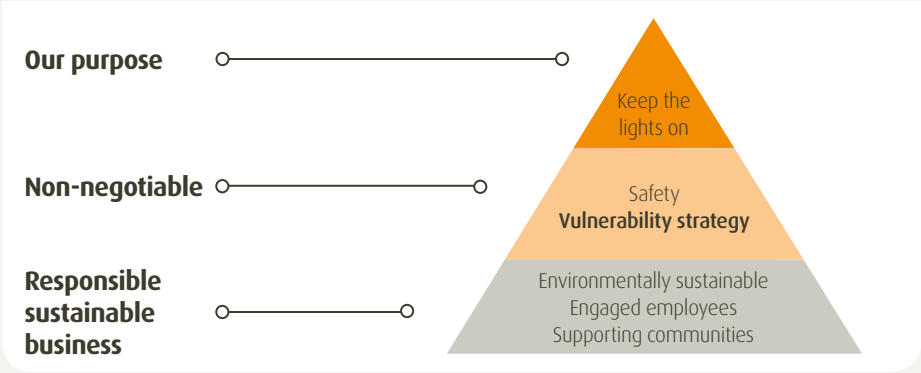 Our purpose
Keep the
lights on
Non-negotiable
Safety
Vulnerability strategy
Responsible
sustainable
business
Environmentally sustainable
Engaged employees
Supporting communities